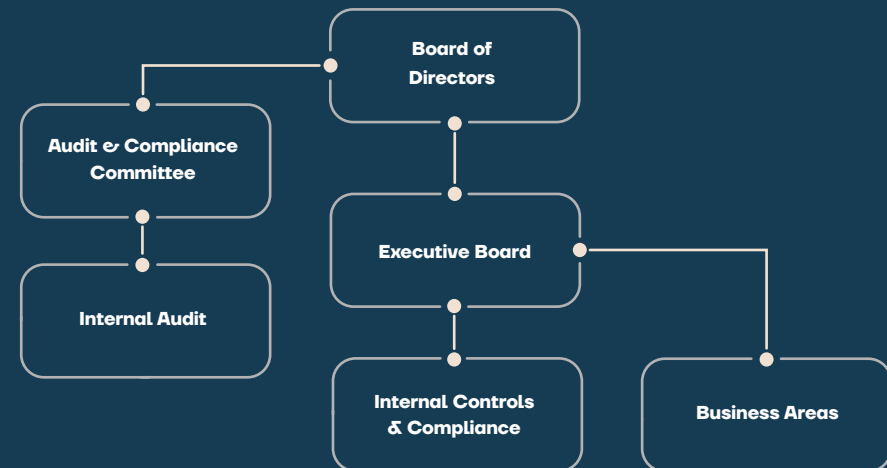 Board of
Directors
Audit & Compliance
Committee
Executive Board
Internal Audit
Internal Controls
& Compliance
Business Areas